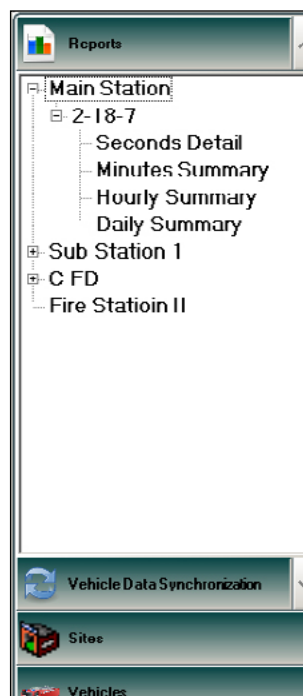 Reports
Main Station
2-18-7
Seconds Detail
Minutes Summary
Hourly Summary
Daily Summary
Sub Station 1
C FD
Fire Statioin II
Vehicle Data Synchronization
Sites
Vehicles